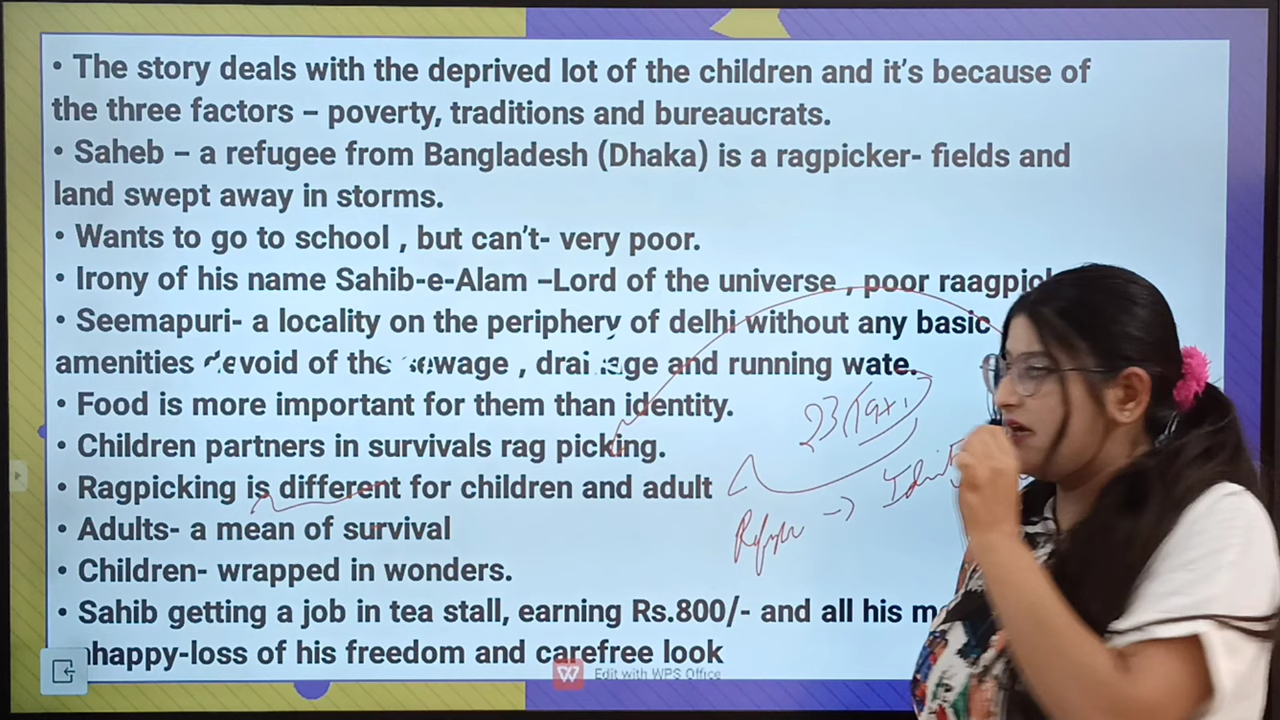 • The story deals with the deprived lot of the children and it's because of
the three factors – poverty, traditions and bureaucrats.
• Saheb – a refugee from Bangladesh (Dhaka) is a ragpicker- fields and
land swept away in storms.
• Wants to go to school , but can't- very poor.
• Irony of his name Sahib-e-Alam –Lord of the universe , poor
• Seemapuri- a locality on the periphery of delhi without any basic
amenities devoid of the sewage , drainage and running wate.
• Food is more important for them than identity.
• Children partners in survivals rag picking.
• Ragpicking is different for children and adult
• Adults- a mean of survival
• Children- wrapped in wonders.
• Sahib getting a job in tea stall, earning Rs.800/- and all his
-loss of his freedom and carefree look
23
Edit with WPS Office